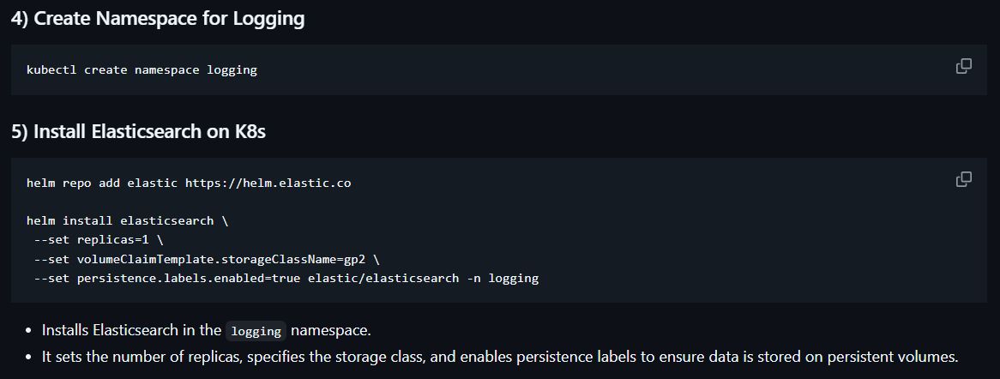 4) Create Namespace for Logging
kubectl create namespace logging
5) Install Elasticsearch on K8s
helm repo add elastic https://helm.elastic.co
helm install elasticsearch \
--set replicas=1 \
--set volumeClaimTemplate.storageClassName=gp2 \
--set persistence.labels.enabled=true elastic/elasticsearch -n logging
• Installs Elasticsearch in the logging namespace.
• It sets the number of replicas, specifies the storage class, and enables persistence labels to ensure data is stored on persistent volumes.